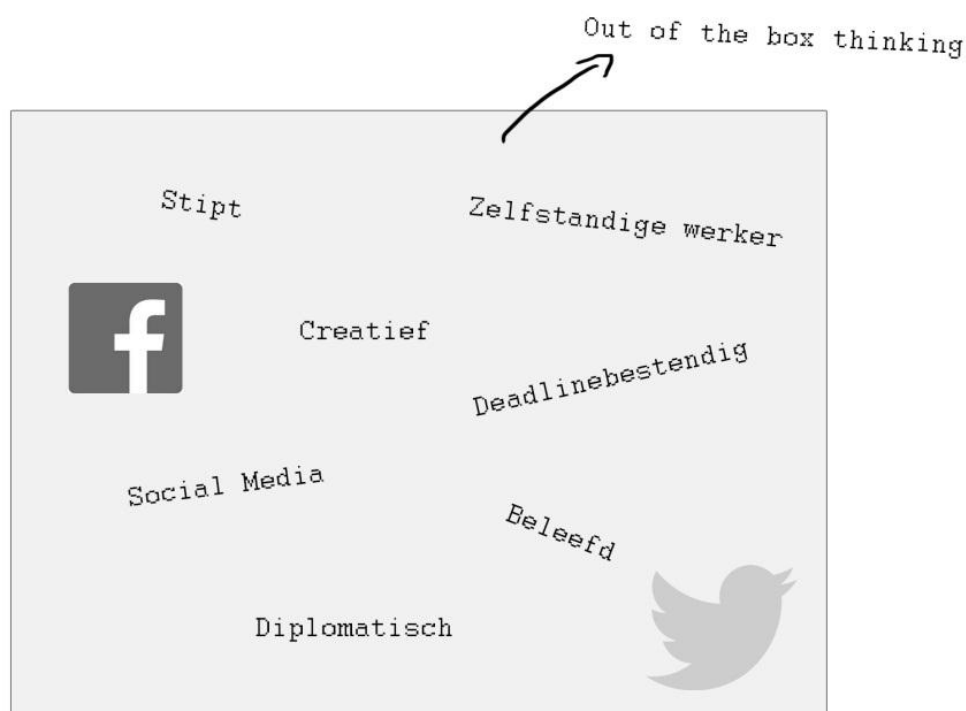 Out of the box thinking
Stipt
Zelfstandige werker
Creatief
Deadlinebestendig
Social Media
Beleefd
Diplomatisch